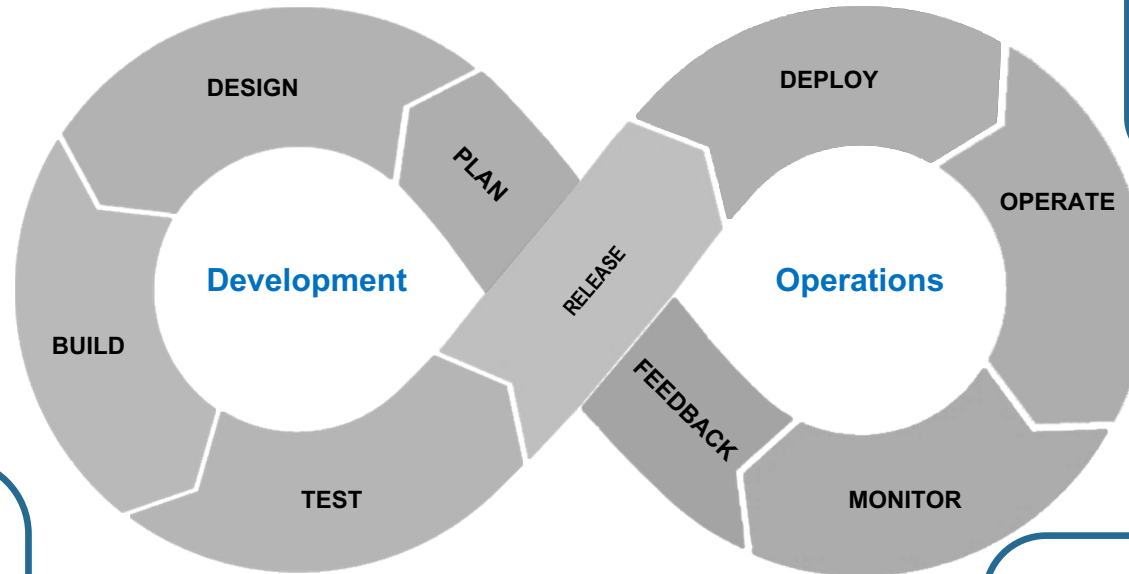 DESIGN
DEPLOY
PLAN
OPERATE
RELEASE
Development
Operations
BUILD
FEEDBACK
TEST
MONITOR